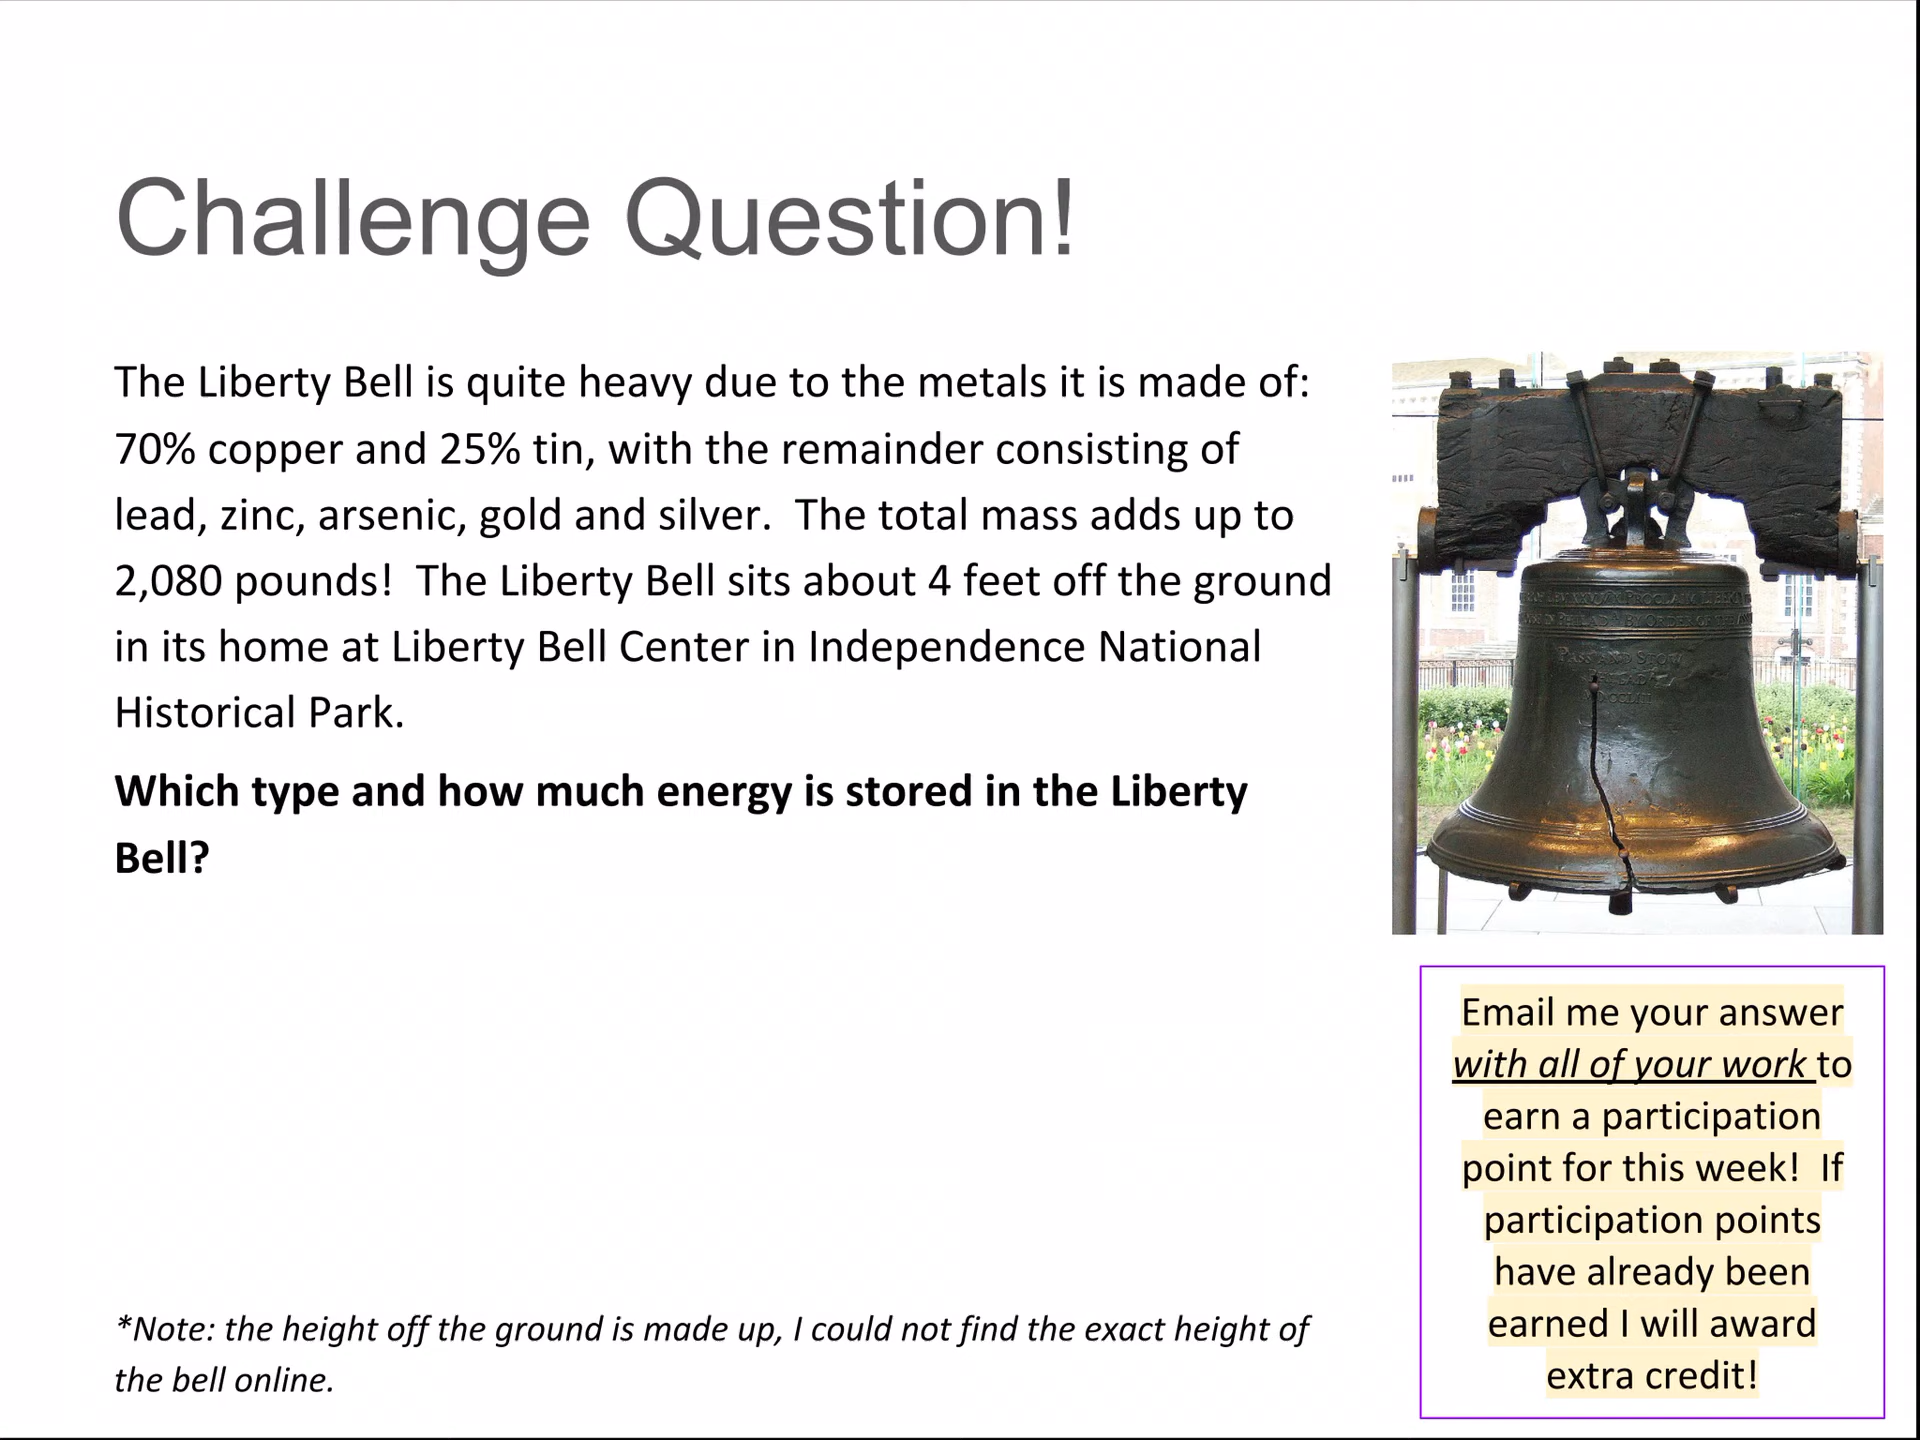 Challenge Question!
The Liberty Bell is quite heavy due to the metals it is made of:
70% copper and 25% tin, with the remainder consisting of
lead, zinc, arsenic, gold and silver.  The total mass adds up to
2,080 pounds!  The Liberty Bell sits about 4 feet off the ground
in its home at Liberty Bell Center in Independence National
Historical Park.
Which type and how much energy is stored in the Liberty
Bell?
PASS AND STOW
Email me your answer
with all of your work to
earn a participation
point for this week!  If
participation points
have already been
earned I will award
extra credit!
*Note: the height off the ground is made up, I could not find the exact height of
the bell online.